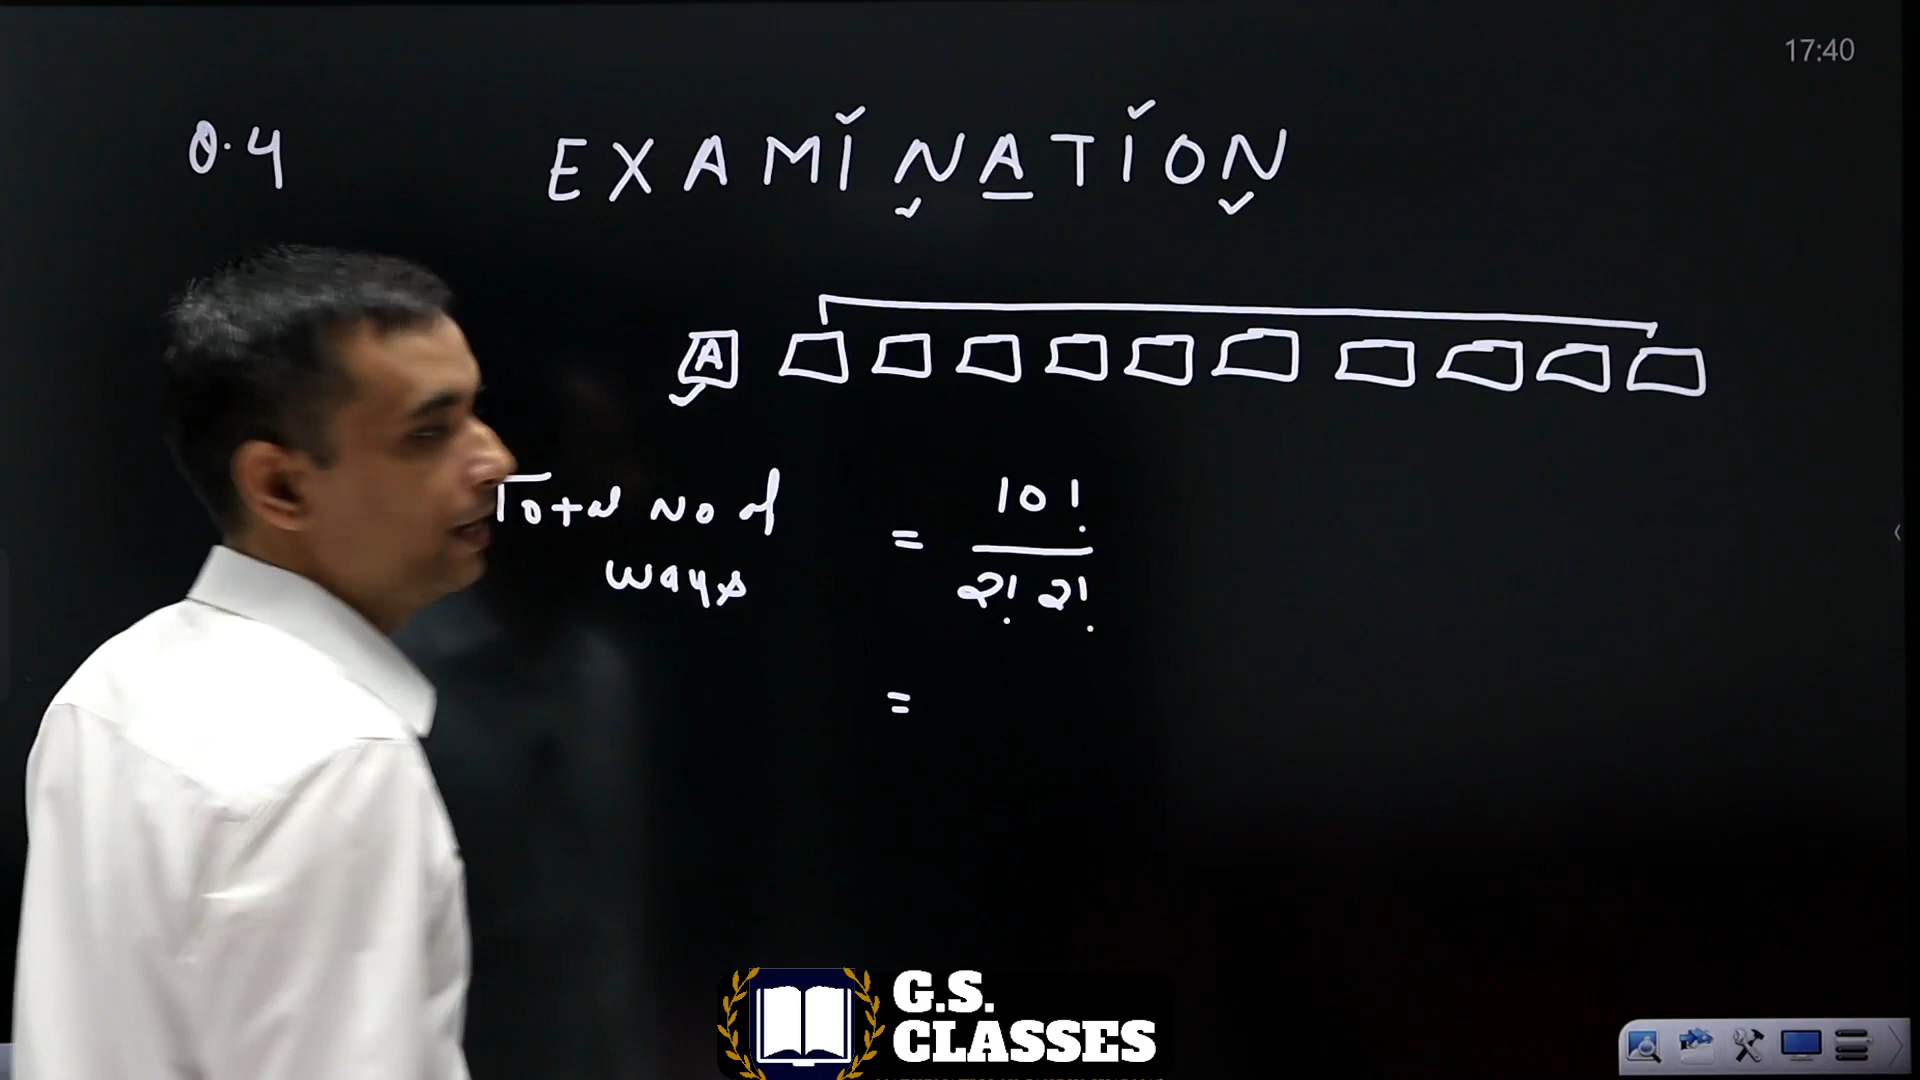 17:40
Q.4 EXAMINATION
A
Total No of = 10!
ways 2! 2!
=
G.S.
CLASSES